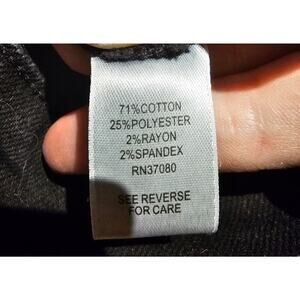 71%COTTON
25%POLYESTER
2%RAYON
2%SPANDEX
RN37080
SEE REVERSE
FOR CARE